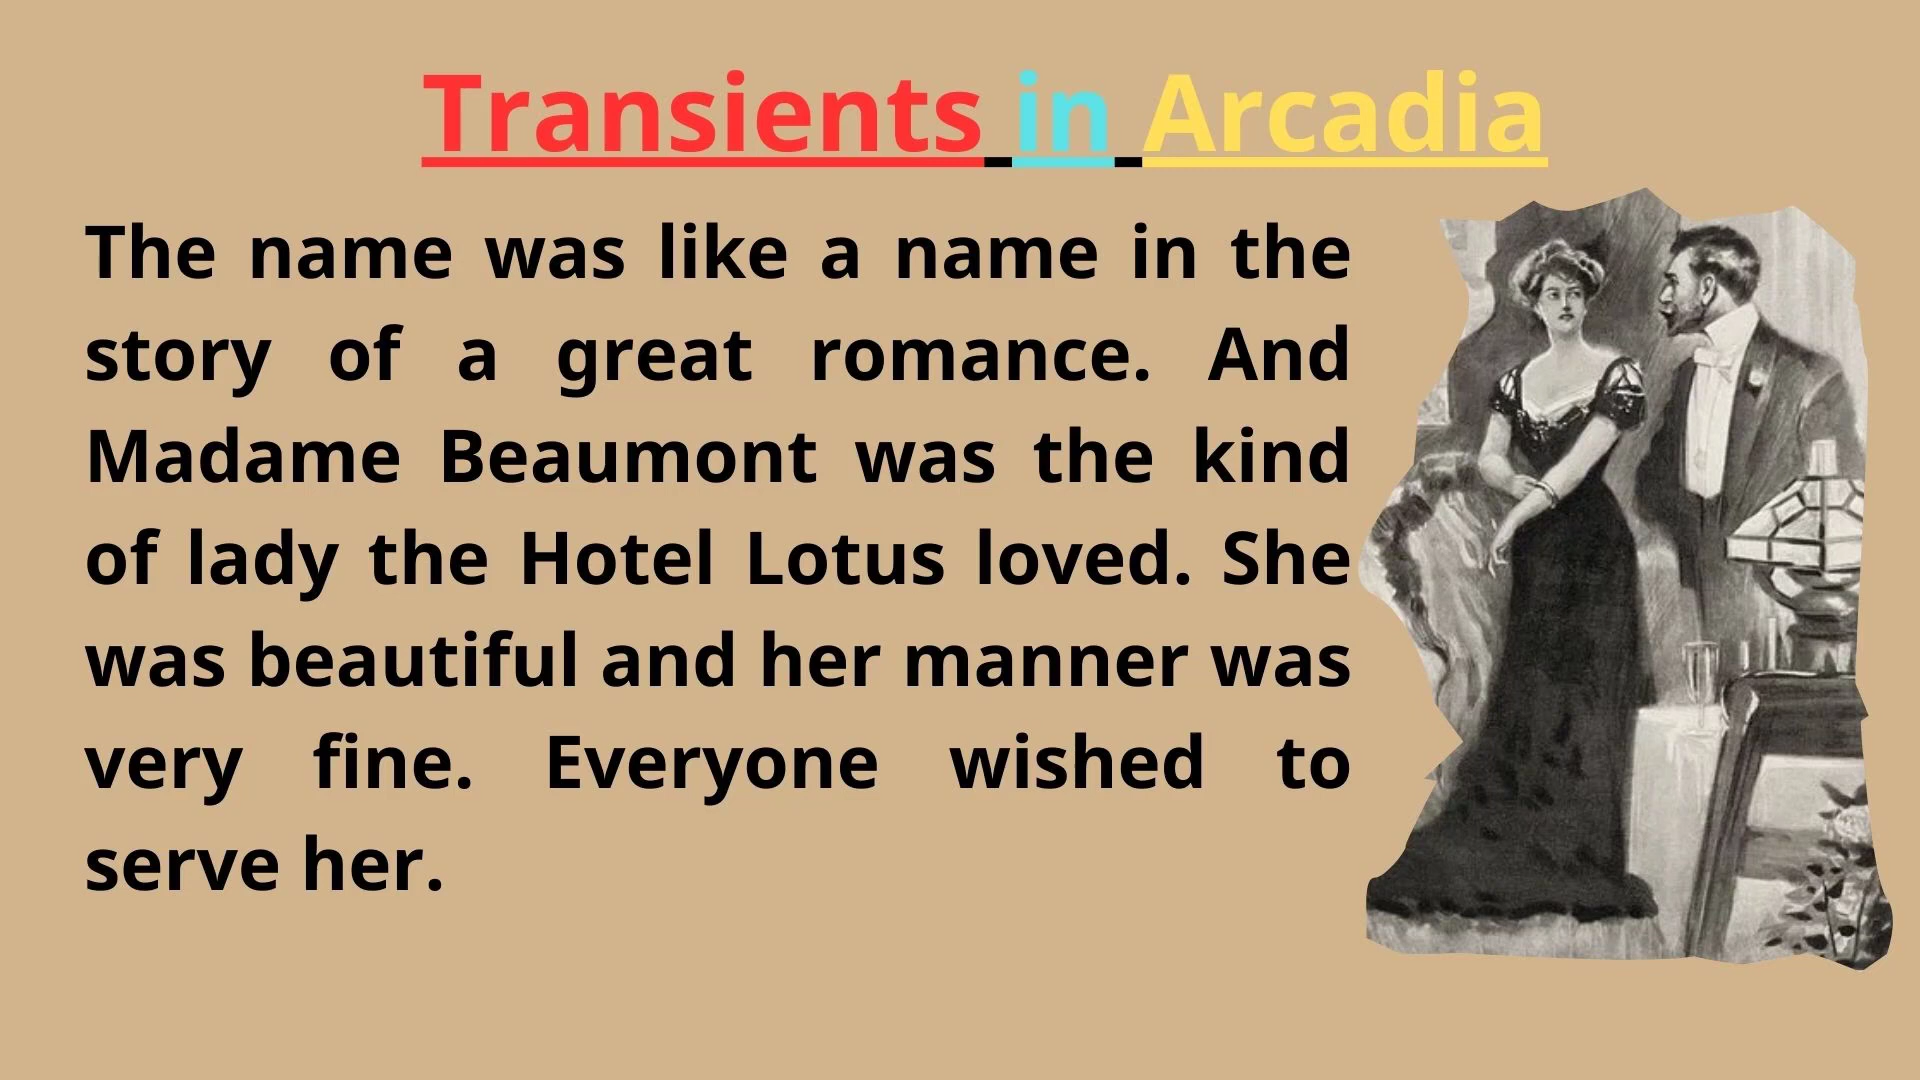 Transients in Arcadia
The name was like a name in the
story of a great romance. And
Madame Beaumont was the kind
of lady the Hotel Lotus loved. She
was beautiful and her manner was
very fine. Everyone wished to
serve her.